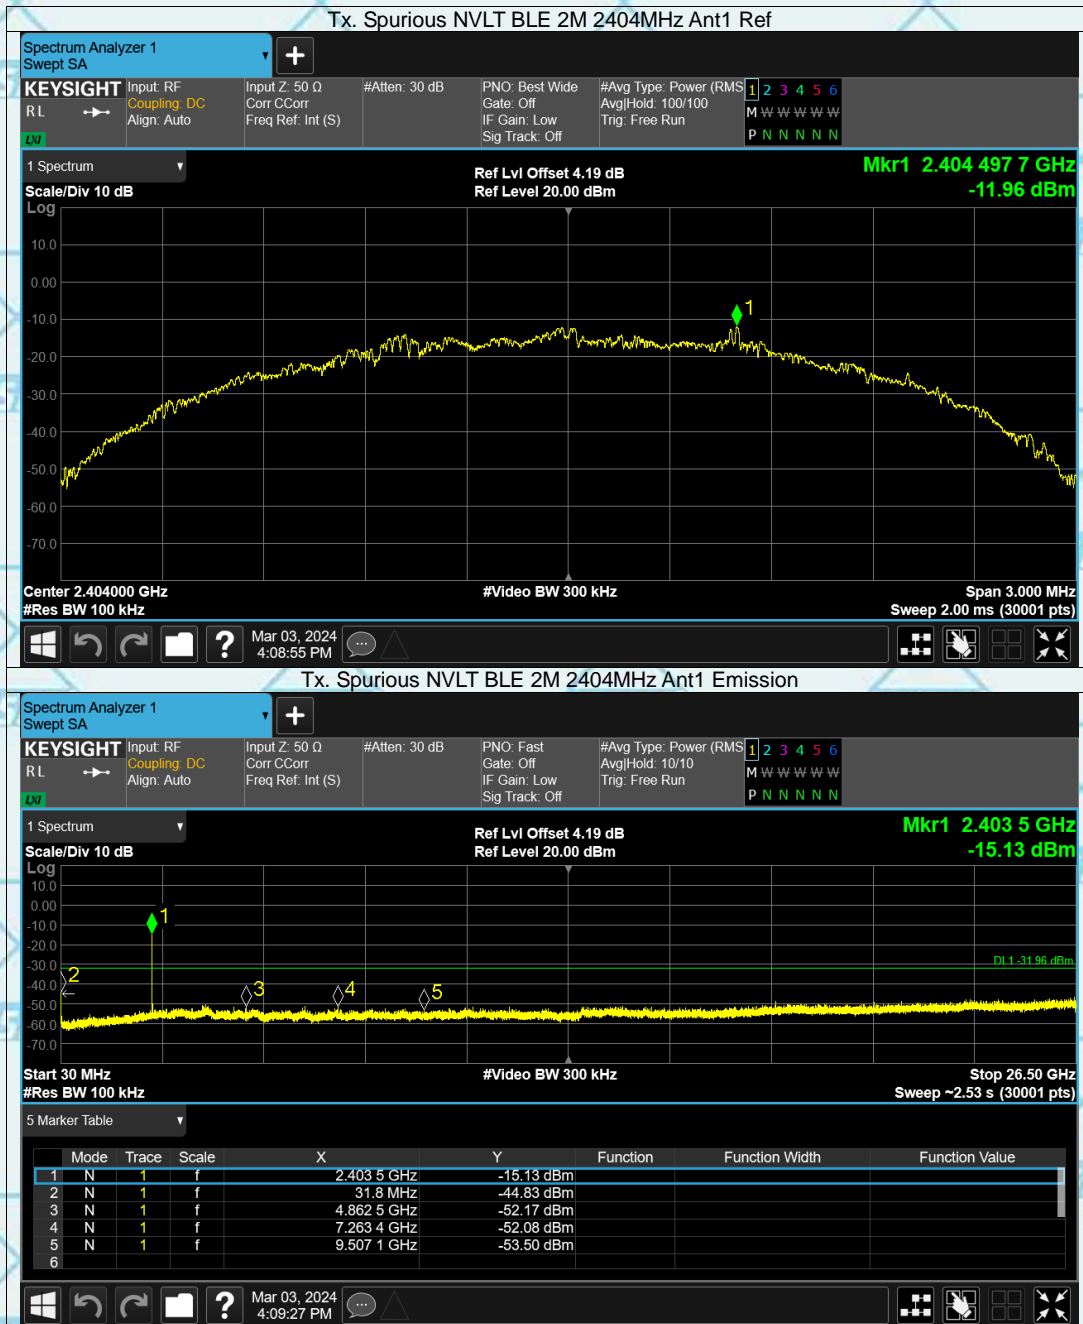 Tx. Spurious NVLT BLE 2M 2404MHz Ant1 Ref
Spectrum Analyzer 1
Swept SA
KEYSIGHT
R L
LXI
Input: RF
Coupling: DC
Align: Auto
Input Z: 50 Ω
Corr CCorr
Freq Ref: Int (S)
#Atten: 30 dB
PNO: Best Wide
Gate: Off
IF Gain: Low
Sig Track: Off
#Avg Type: Power (RMS
Avg|Hold: 100/100
Trig: Free Run
1 2 3 4 5 6
M W W W W W
P N N N N N
1 Spectrum
Scale/Div 10 dB
Ref Lvl Offset 4.19 dB
Ref Level 20.00 dBm
Mkr1 2.404 497 7 GHz
-11.96 dBm
Log
10.0
0.00
-10.0
-20.0
-30.0
-40.0
-50.0
-60.0
-70.0
1
Center 2.404000 GHz
#Video BW 300 kHz
Span 3.000 MHz
#Res BW 100 kHz
Sweep 2.00 ms (30001 pts)
?
Mar 03, 2024
4:08:55 PM
Tx. Spurious NVLT BLE 2M 2404MHz Ant1 Emission
Spectrum Analyzer 1
Swept SA
KEYSIGHT
R L
LXI
Input: RF
Coupling: DC
Align: Auto
Input Z: 50 Ω
Corr CCorr
Freq Ref: Int (S)
#Atten: 30 dB
PNO: Fast
Gate: Off
IF Gain: Low
Sig Track: Off
#Avg Type: Power (RMS
Avg|Hold: 10/10
Trig: Free Run
1 2 3 4 5 6
M W W W W W
P N N N N N
1 Spectrum
Scale/Div 10 dB
Ref Lvl Offset 4.19 dB
Ref Level 20.00 dBm
Mkr1 2.403 5 GHz
-15.13 dBm
Log
10.0
0.00
-10.0
-20.0
-30.0
-40.0
-50.0
-60.0
-70.0
1
2
3
4
5
DL1 -31.96 dBm
Start 30 MHz
#Video BW 300 kHz
Stop 26.50 GHz
#Res BW 100 kHz
Sweep ~2.53 s (30001 pts)
5 Marker Table
Mode Trace Scale X Y Function Function Width Function Value
1 N 1 f 2.403 5 GHz -15.13 dBm
2 N 1 f 31.8 MHz -44.83 dBm
3 N 1 f 4.862 5 GHz -52.17 dBm
4 N 1 f 7.263 4 GHz -52.08 dBm
5 N 1 f 9.507 1 GHz -53.50 dBm
6
?
Mar 03, 2024
4:09:27 PM